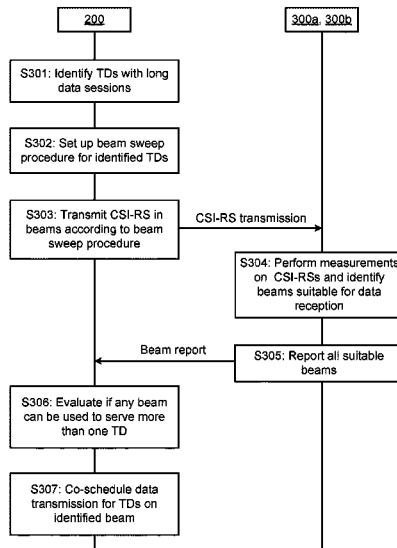 200
300a, 300b
S301: Identify TDs with long
data sessions
S302: Set up beam sweep
procedure for identified TDs
S303: Transmit CSI-RS in
beams according to beam
sweep procedure
CSI-RS transmission
S304: Perform measurements
on CSI-RSs and identify
beams suitable for data
reception
Beam report
S305: Report all suitable
beams
S306: Evaluate if any beam
can be used to serve more
than one TD
S307: Co-schedule data
transmission for TDs on
identified beam